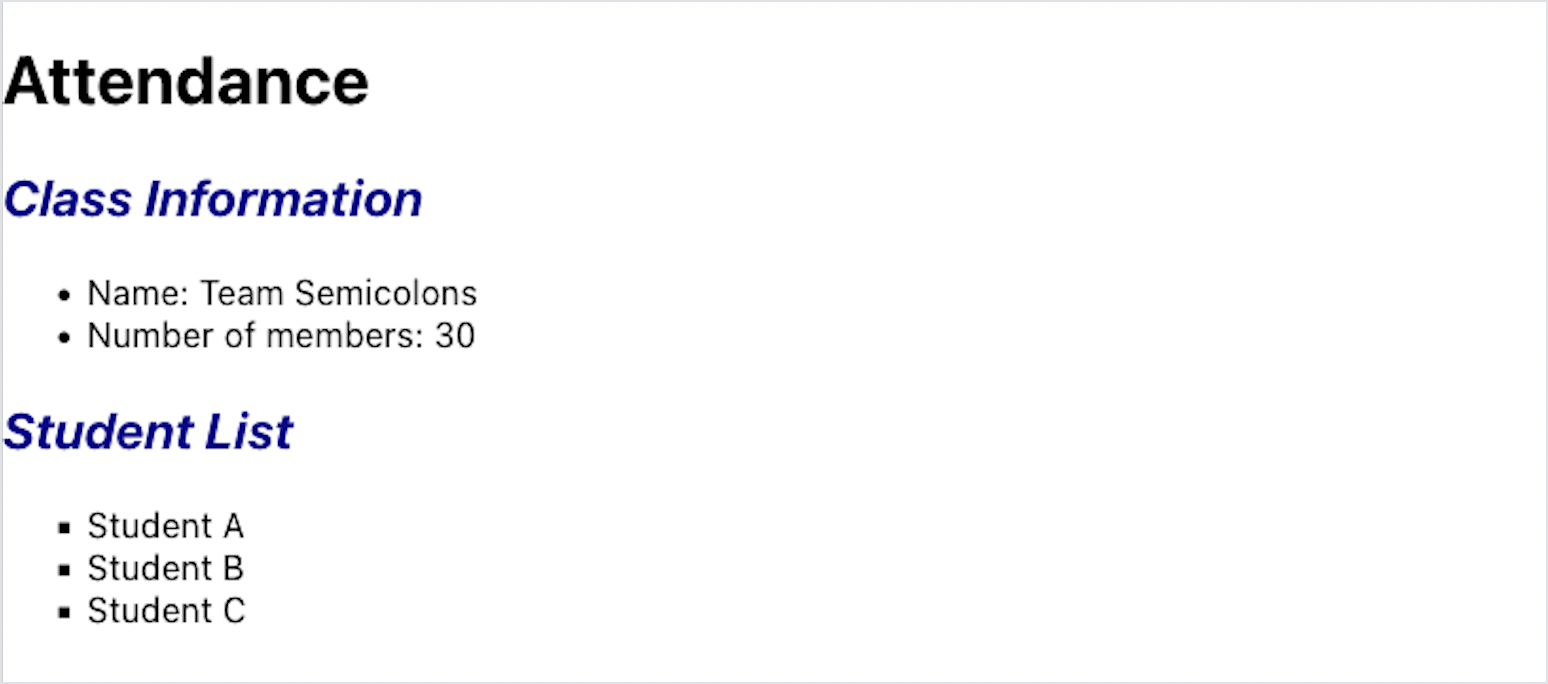 Attendance
Class Information
Name: Team Semicolons
Number of members: 30
Student List
Student A
Student B
Student C